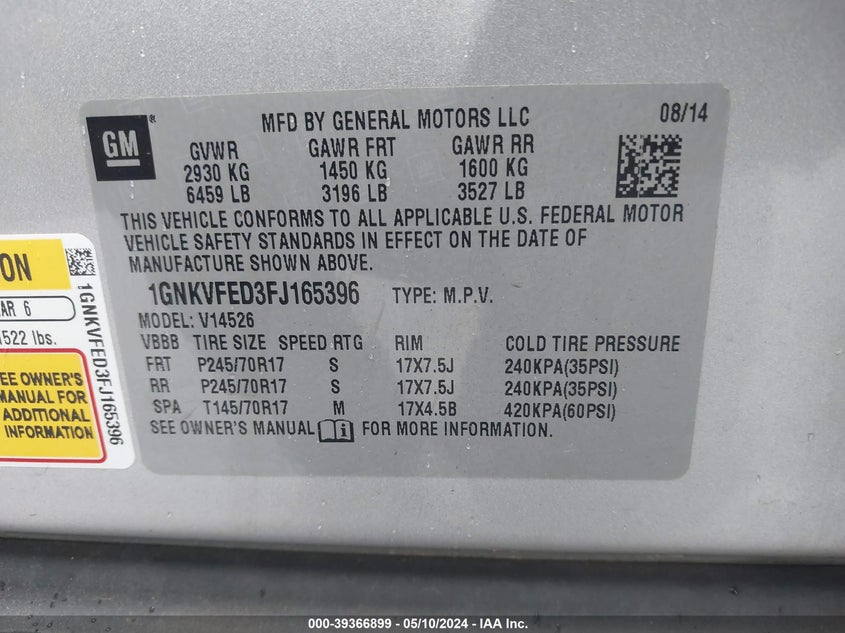 MFD BY GENERAL MOTORS LLC 08/14
GM
GVWR GAWR FRT GAWR RR
2930 KG 1450 KG 1600 KG
6459 LB 3196 LB 3527 LB
THIS VEHICLE CONFORMS TO ALL APPLICABLE U.S. FEDERAL MOTOR
VEHICLE SAFETY STANDARDS IN EFFECT ON THE DATE OF
MANUFACTURE SHOWN ABOVE.
1GNKVFED3FJ165396 TYPE: M.P.V.
MODEL: V14526
VBBB TIRE SIZE SPEED RTG RIM COLD TIRE PRESSURE
FRT P245/70R17 S 17X7.5J 240KPA(35PSI)
RR P245/70R17 S 17X7.5J 240KPA(35PSI)
SPA T145/70R17 M 17X4.5B 420KPA(60PSI)
SEE OWNER'S MANUAL i FOR MORE INFORMATION.
ON
AR 6
522 lbs.
EE OWNER'S
MANUAL FOR
ADDITIONAL
INFORMATION
1GNKVFED3FJ165396
000-39366899 - 05/10/2024 - IAA Inc.